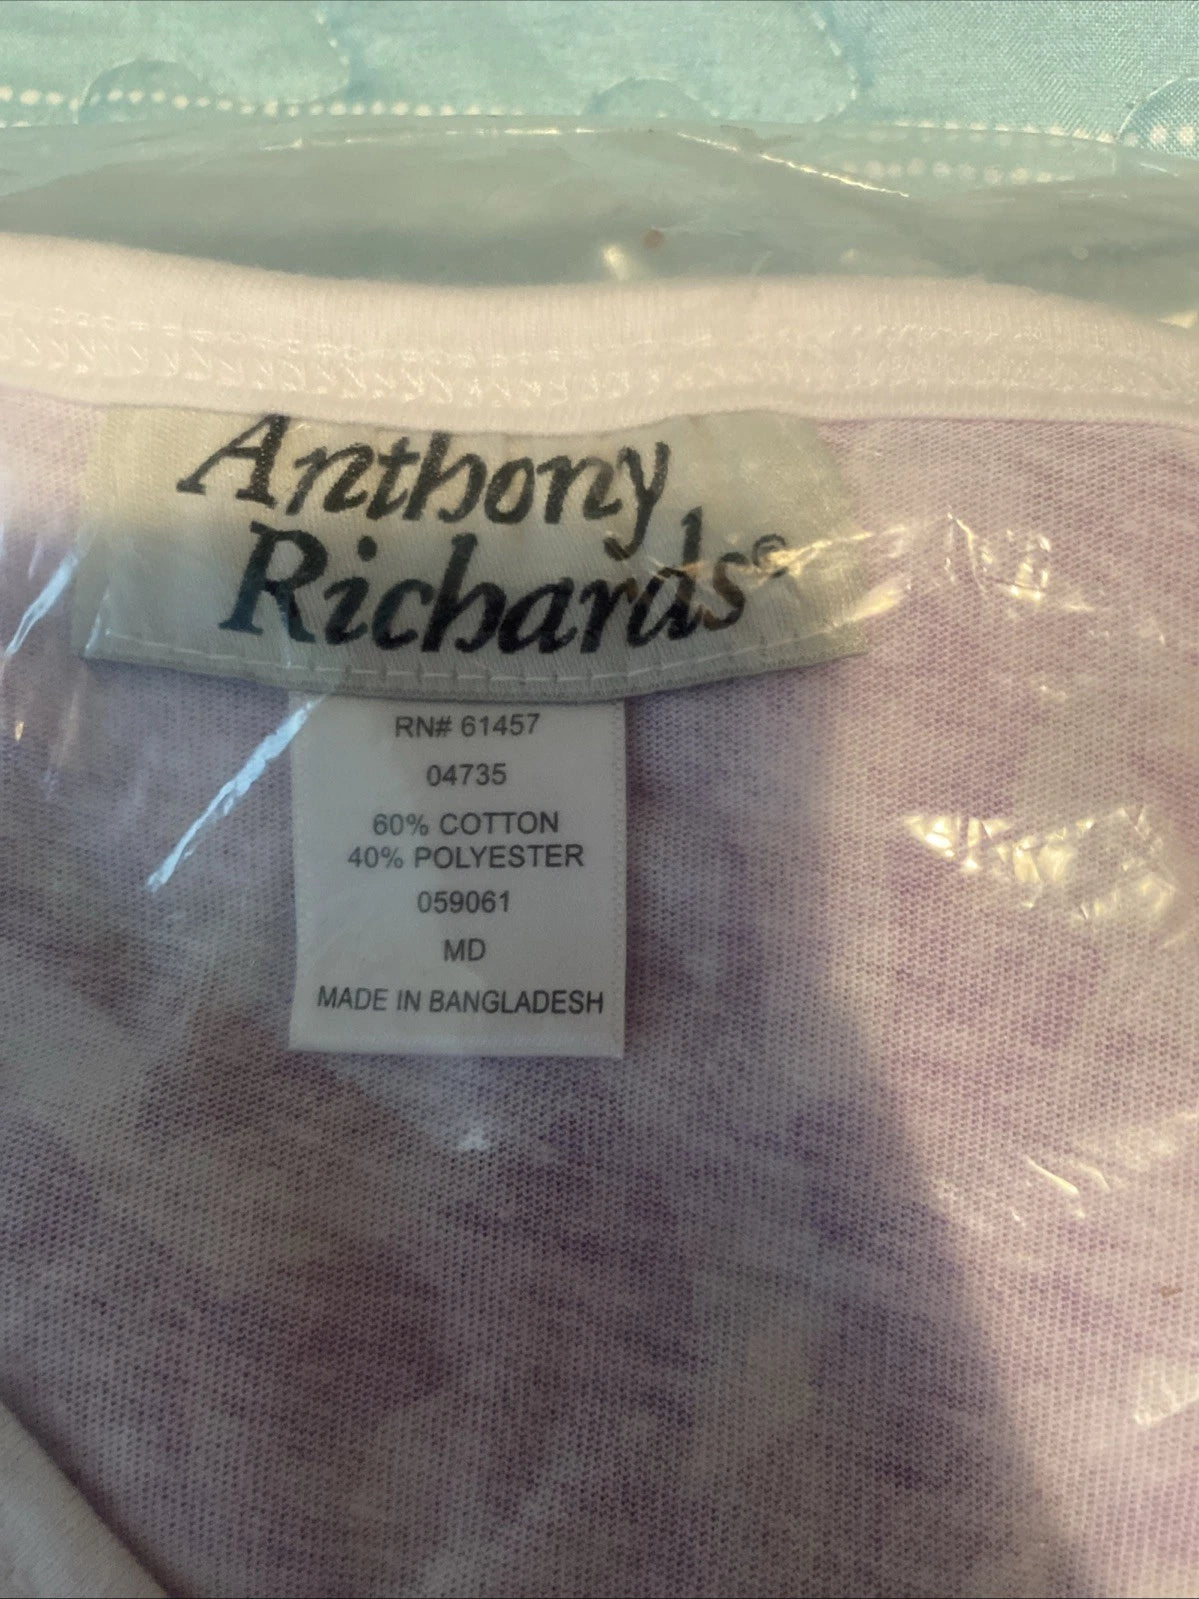 Anthony
Richards®
RN# 61457
04735
60% COTTON
40% POLYESTER
059061
MD
MADE IN BANGLADESH